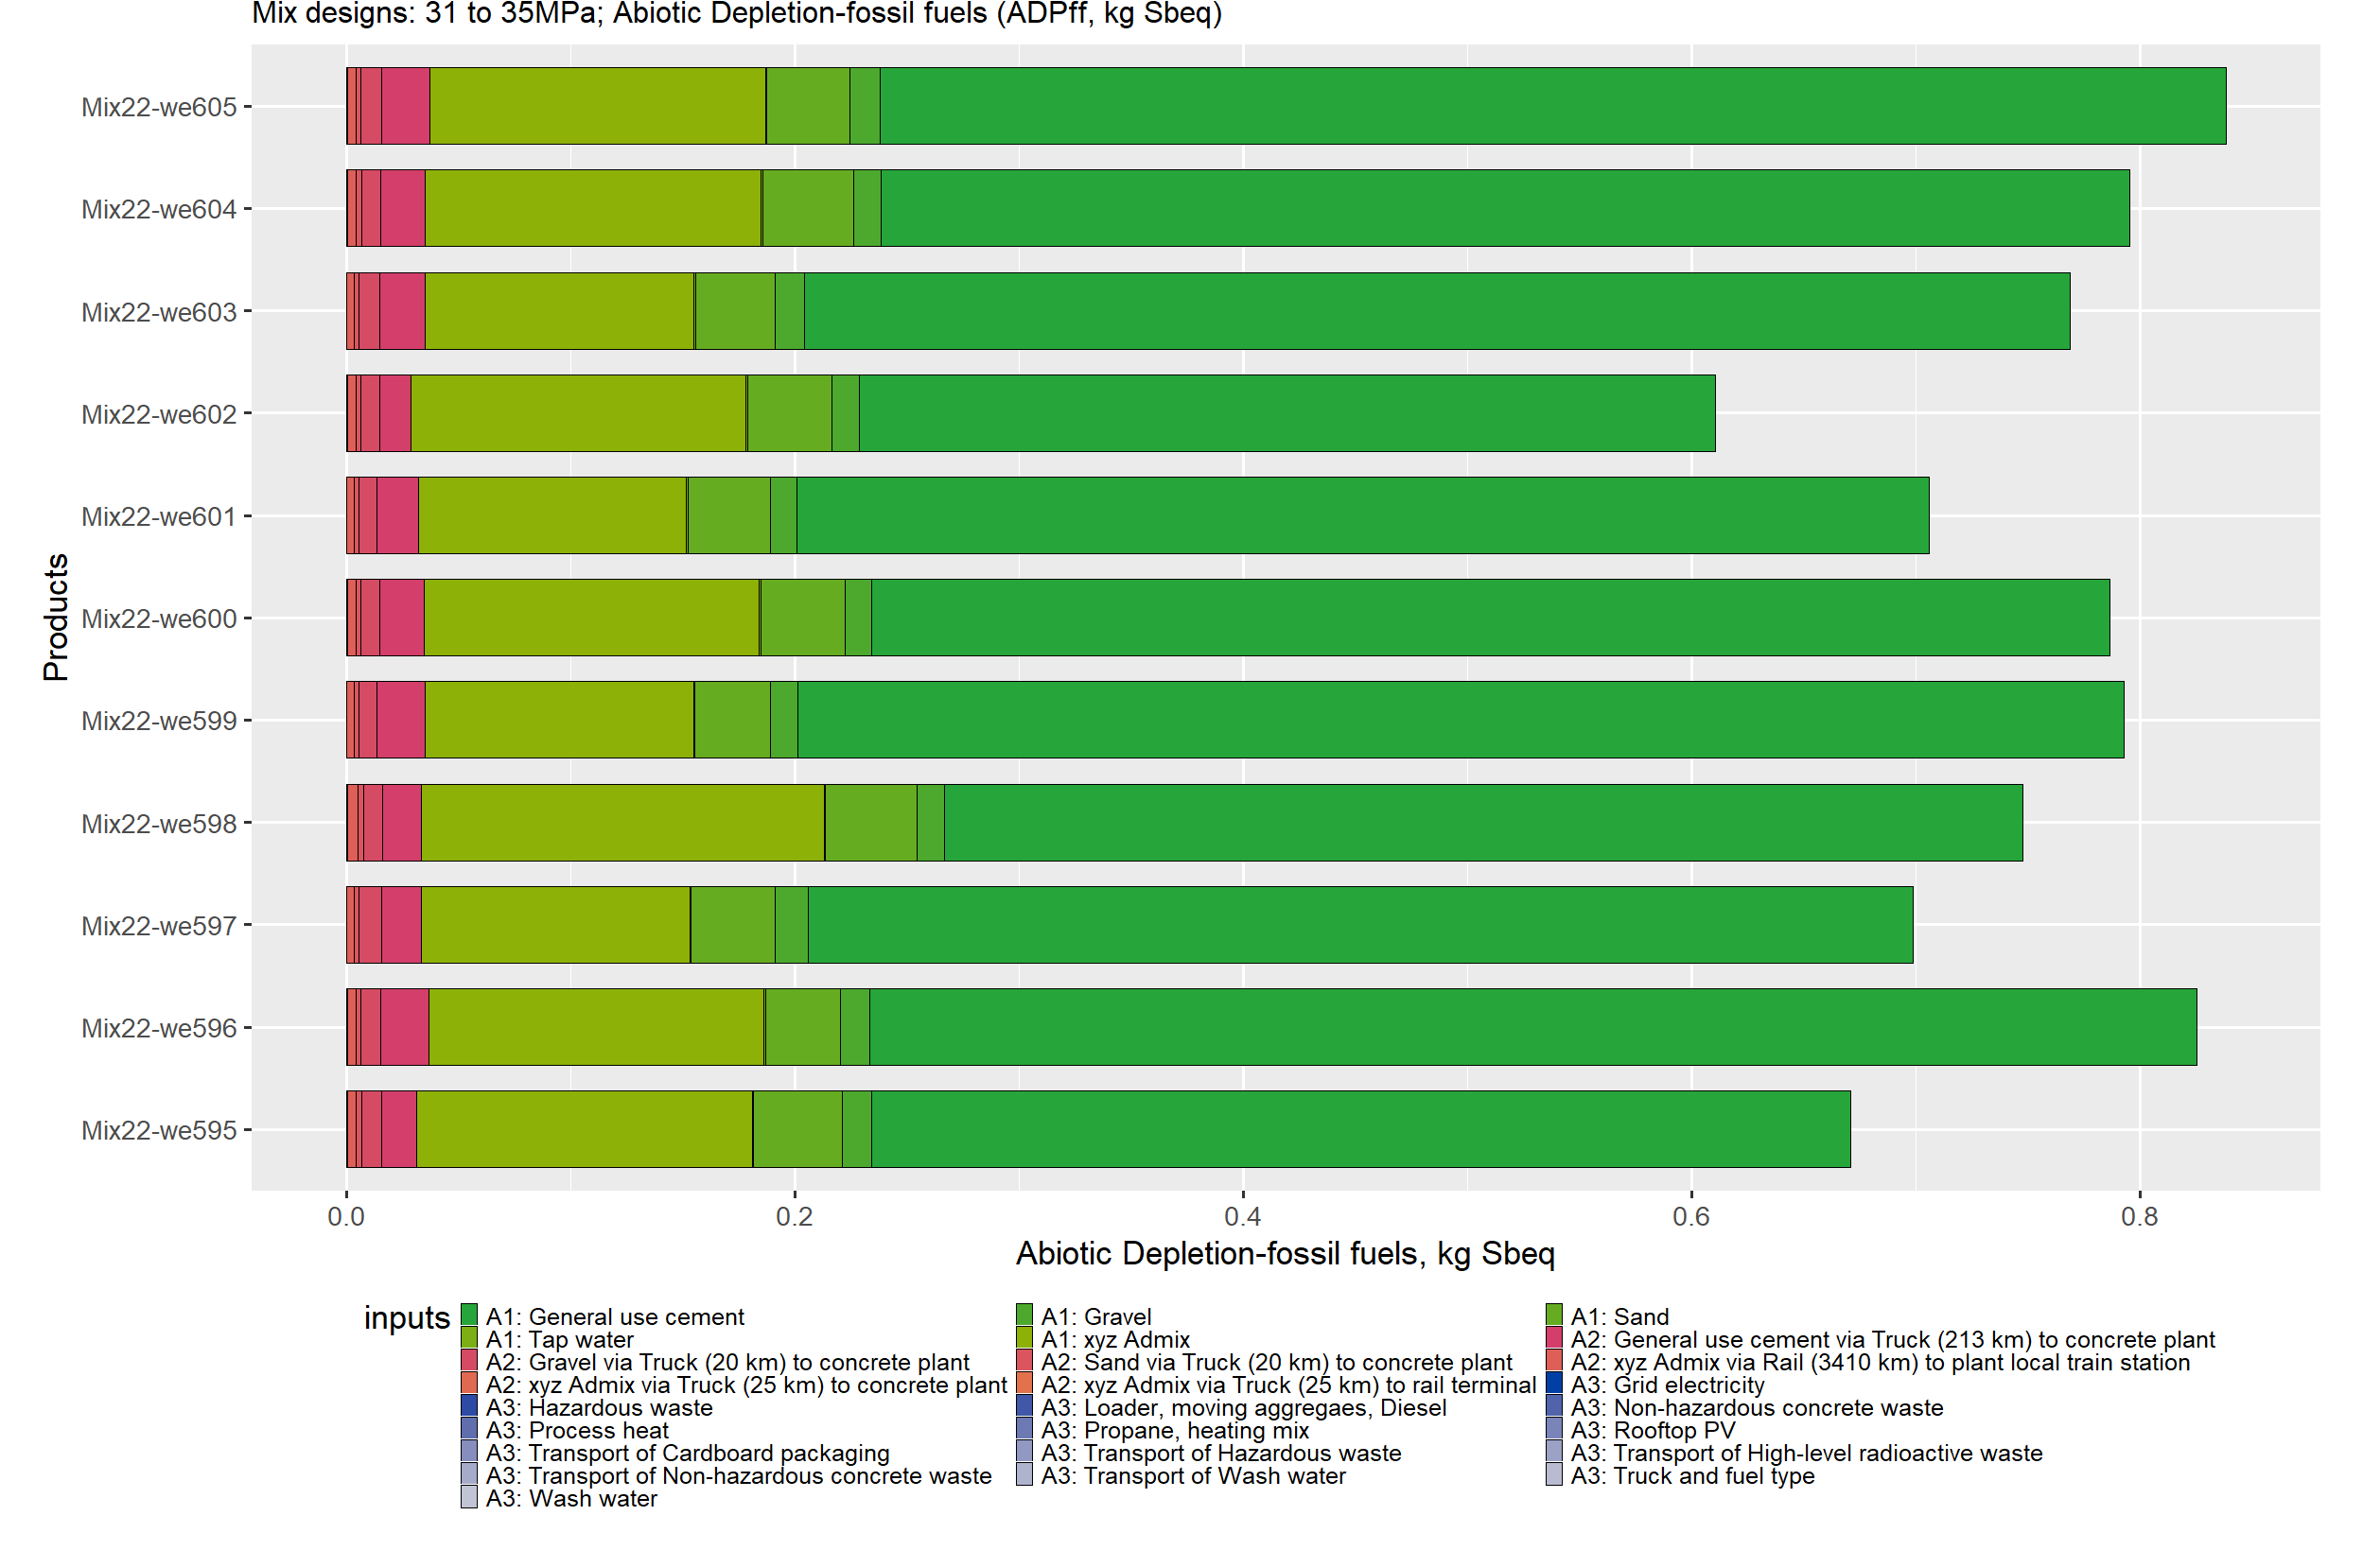 Mix designs: 31 to 35MPa; Abiotic Depletion-fossil fuels (ADPff, kg Sbeq)
Products
Mix22-we605
Mix22-we604
Mix22-we603
Mix22-we602
Mix22-we601
Mix22-we600
Mix22-we599
Mix22-we598
Mix22-we597
Mix22-we596
Mix22-we595
0.0 0.2 0.4 0.6 0.8
Abiotic Depletion-fossil fuels, kg Sbeq
inputs
A1: General use cement A1: Gravel A1: Sand
A1: Tap water A1: xyz Admix A2: General use cement via Truck (213 km) to concrete plant
A2: Gravel via Truck (20 km) to concrete plant A2: Sand via Truck (20 km) to concrete plant A2: xyz Admix via Rail (3410 km) to plant local train station
A2: xyz Admix via Truck (25 km) to concrete plant A2: xyz Admix via Truck (25 km) to rail terminal A3: Grid electricity
A3: Hazardous waste A3: Loader, moving aggregaes, Diesel A3: Non-hazardous concrete waste
A3: Process heat A3: Propane, heating mix A3: Rooftop PV
A3: Transport of Cardboard packaging A3: Transport of Hazardous waste A3: Transport of High-level radioactive waste
A3: Transport of Non-hazardous concrete waste A3: Transport of Wash water A3: Truck and fuel type
A3: Wash water